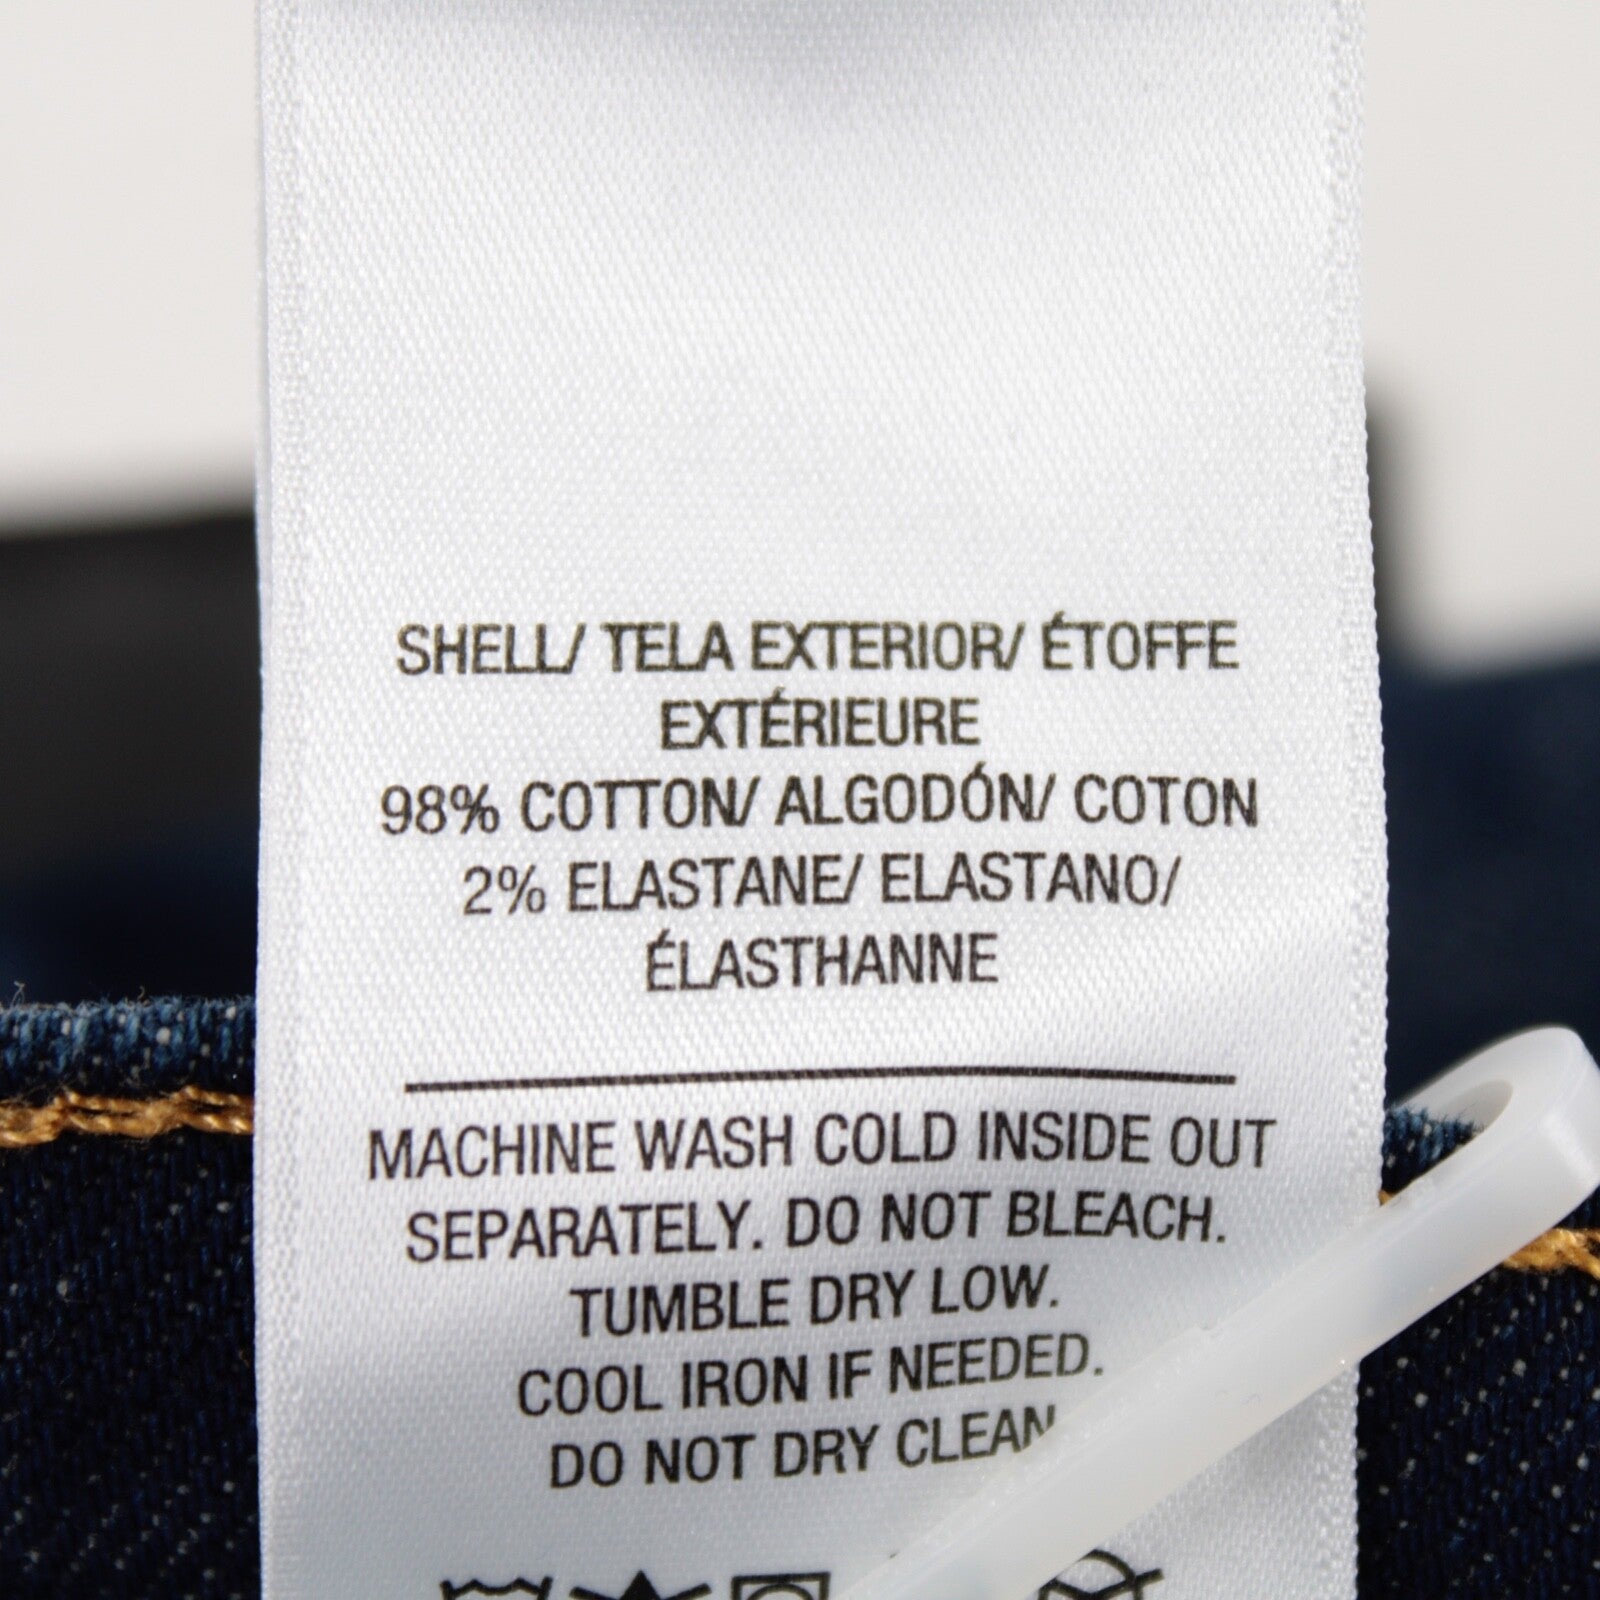 SHELL/ TELA EXTERIOR/ ÉTOFFE
EXTÉRIEURE
98% COTTON/ ALGODÓN/ COTON
2% ELASTANE/ ELASTANO/
ÉLASTHANNE
MACHINE WASH COLD INSIDE OUT
SEPARATELY. DO NOT BLEACH.
TUMBLE DRY LOW.
COOL IRON IF NEEDED.
DO NOT DRY CLEAN